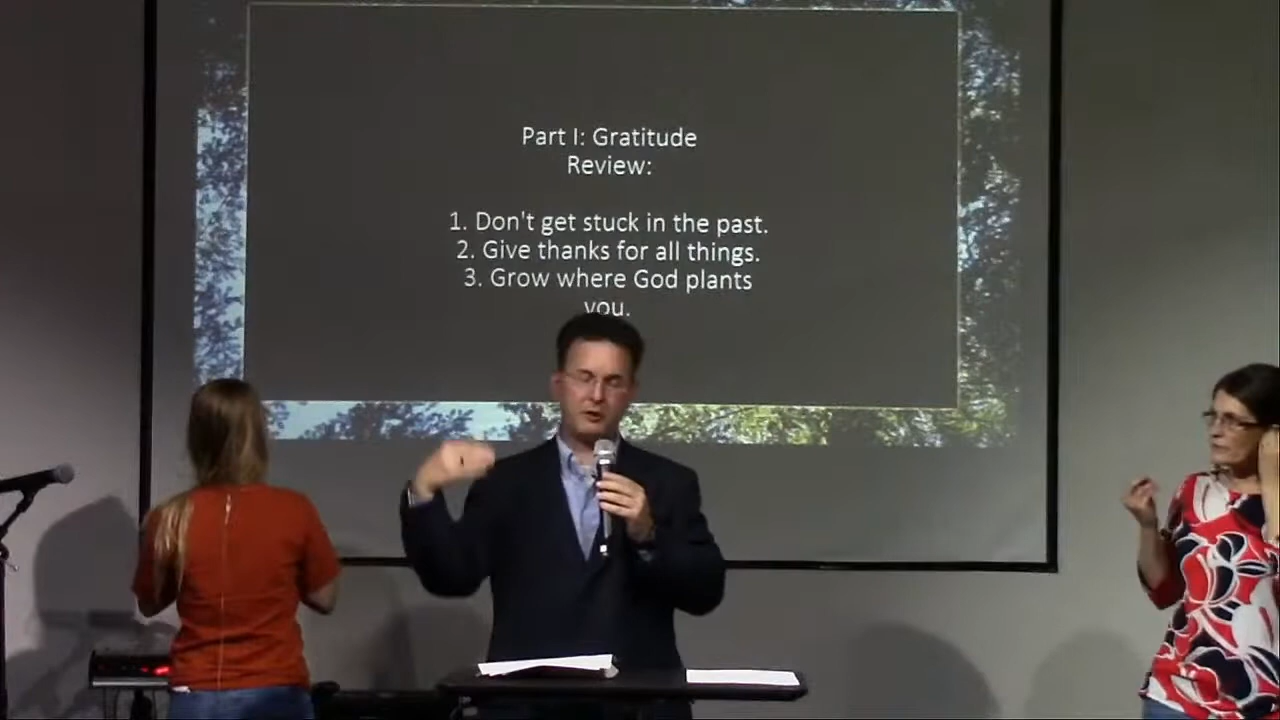 Part I: Gratitude
Review:
1. Don't get stuck in the past.
2. Give thanks for all things.
3. Grow where God plants
you.